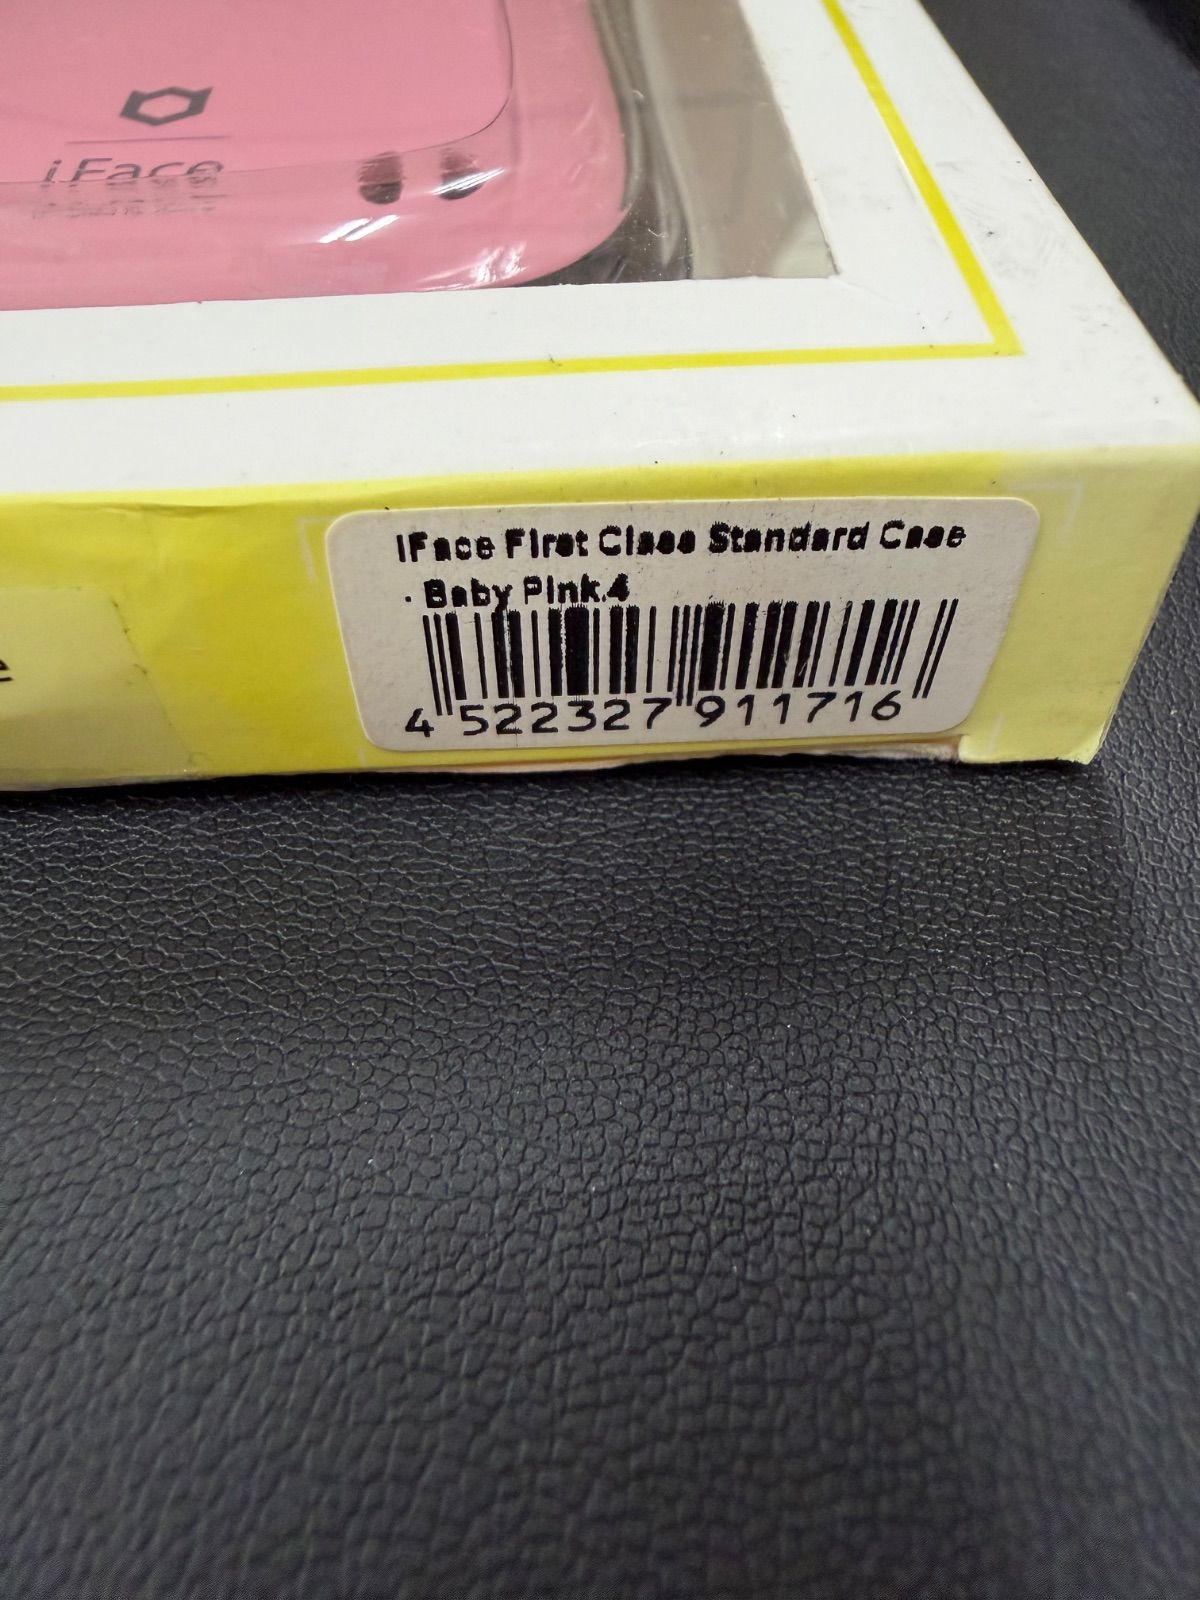 iFace
iFace First Class Standard Case
- Baby Pink.4
4 522327 911716
e